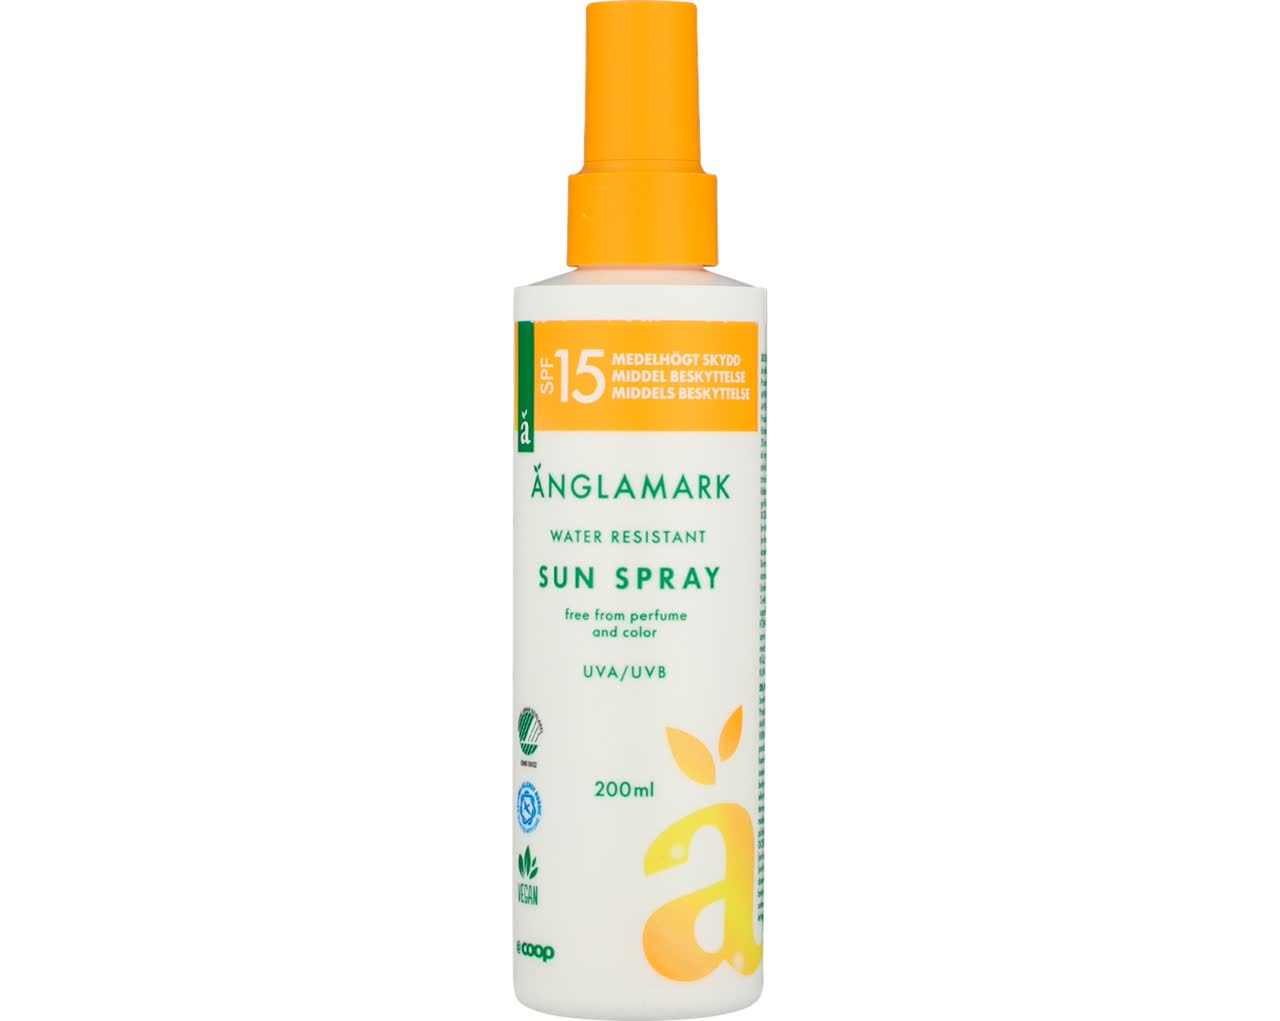 SPF 15
MEDELHÖGT SKYDD
MIDDEL BESKYTTELSE
MIDDELS BESKYTTELSE
å
ÄNGLAMARK
WATER RESISTANT
SUN SPRAY
free from perfume
and color
UVA/UVB
200ml
VEGAN
coop
å